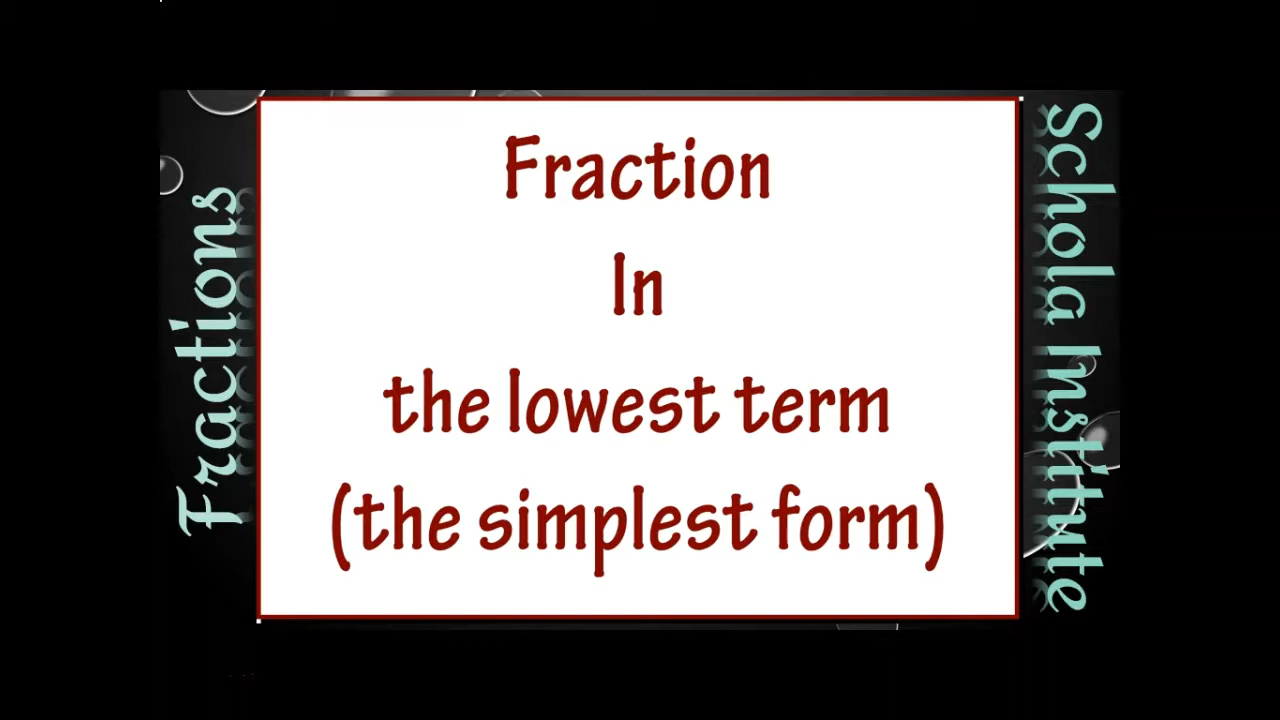 Fractions
Fraction
In
the lowest term
(the simplest form)
Schola Institute